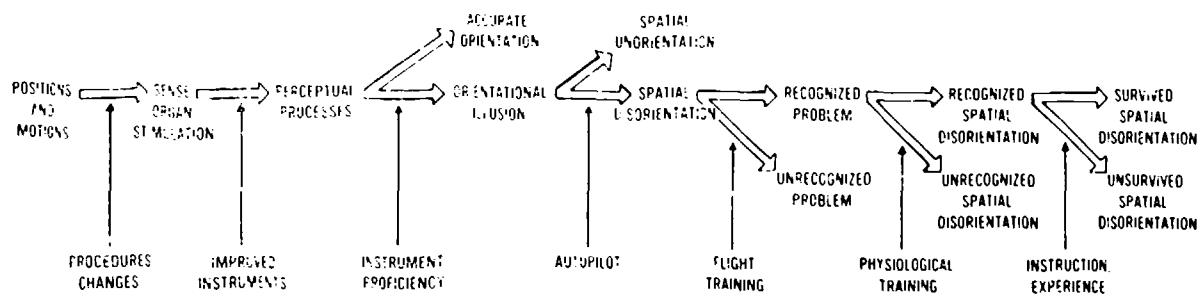 ACCURATE
ORIENTATION
SPATIAL
UNORIENTATION
POSITIONS
AND
MOTIONS
SENSE
ORGAN
STIMULATION
PERCEPTUAL
PROCESSES
ORIENTATIONAL
ILLUSION
SPATIAL
DISORIENTATION
RECOGNIZED
PROBLEM
RECOGNIZED
SPATIAL
DISORIENTATION
SURVIVED
SPATIAL
DISORIENTATION
UNRECOGNIZED
PROBLEM
UNRECOGNIZED
SPATIAL
DISORIENTATION
UNSURVIVED
SPATIAL
DISORIENTATION
PROCEDURES
CHANGES
IMPROVED
INSTRUMENTS
INSTRUMENT
PROFICIENCY
AUTOPILOT
FLIGHT
TRAINING
PHYSIOLOGICAL
TRAINING
INSTRUCTION,
EXPERIENCE